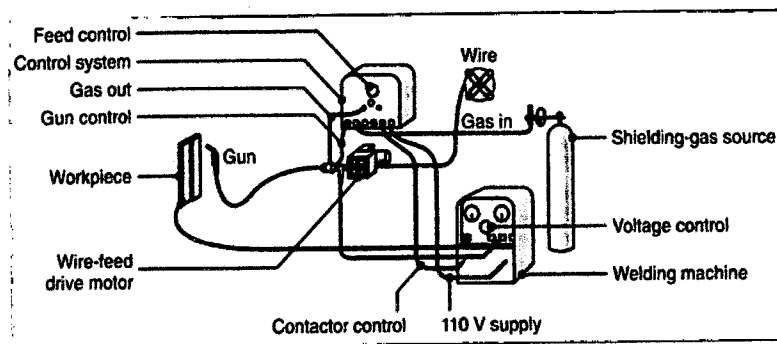 Feed control
Control system
Gas out
Gun control
Gun
Workpiece
Wire-feed
drive motor
Wire
Gas in
Shielding-gas source
Voltage control
Welding machine
Contactor control
110 V supply